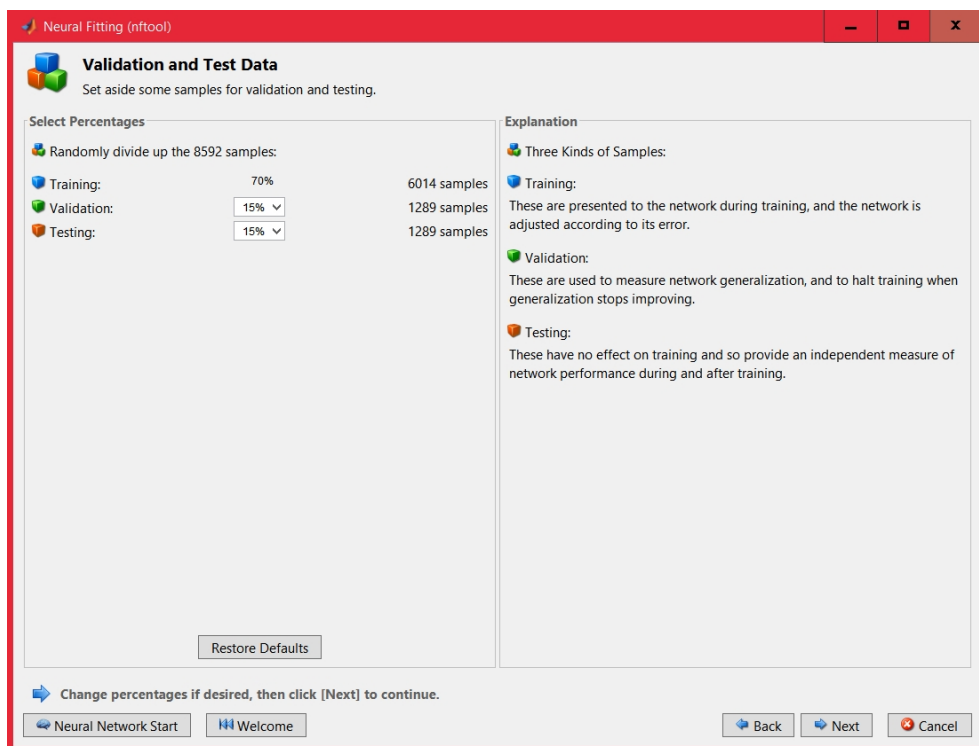 Neural Fitting (nftool)
Validation and Test Data
Set aside some samples for validation and testing.
Select Percentages
Randomly divide up the 8592 samples:
Training: 70% 6014 samples
Validation: 15% 1289 samples
Testing: 15% 1289 samples
Restore Defaults
Explanation
Three Kinds of Samples:
Training:
These are presented to the network during training, and the network is
adjusted according to its error.
Validation:
These are used to measure network generalization, and to halt training when
generalization stops improving.
Testing:
These have no effect on training and so provide an independent measure of
network performance during and after training.
Change percentages if desired, then click [Next] to continue.
Neural Network Start Welcome Back Next Cancel